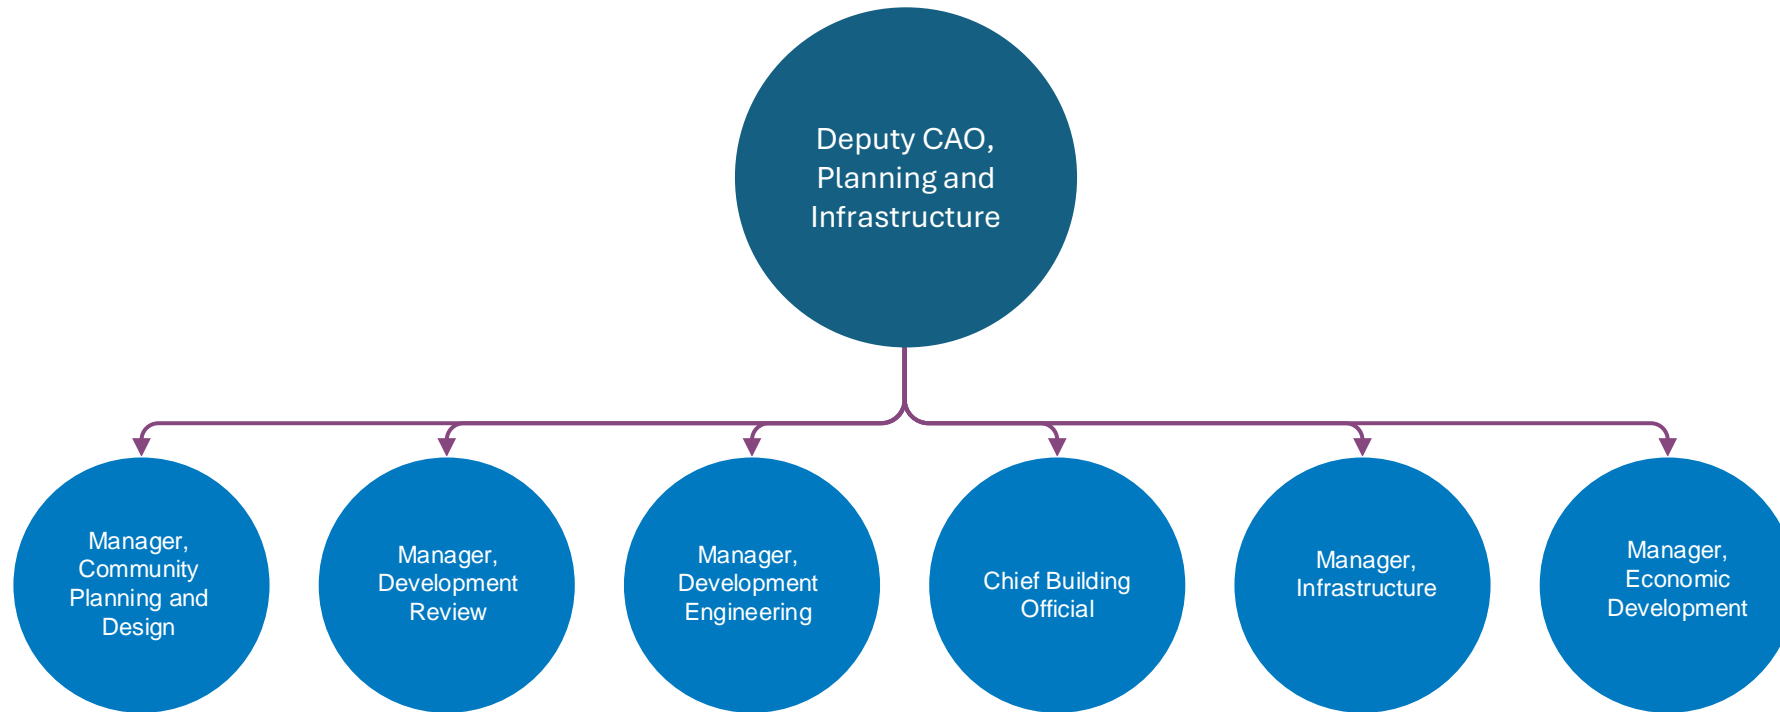 Deputy CAO,
Planning and
Infrastructure
Manager,
Community
Planning and
Design
Manager,
Development
Review
Manager,
Development
Engineering
Chief Building
Official
Manager,
Infrastructure
Manager,
Economic
Development